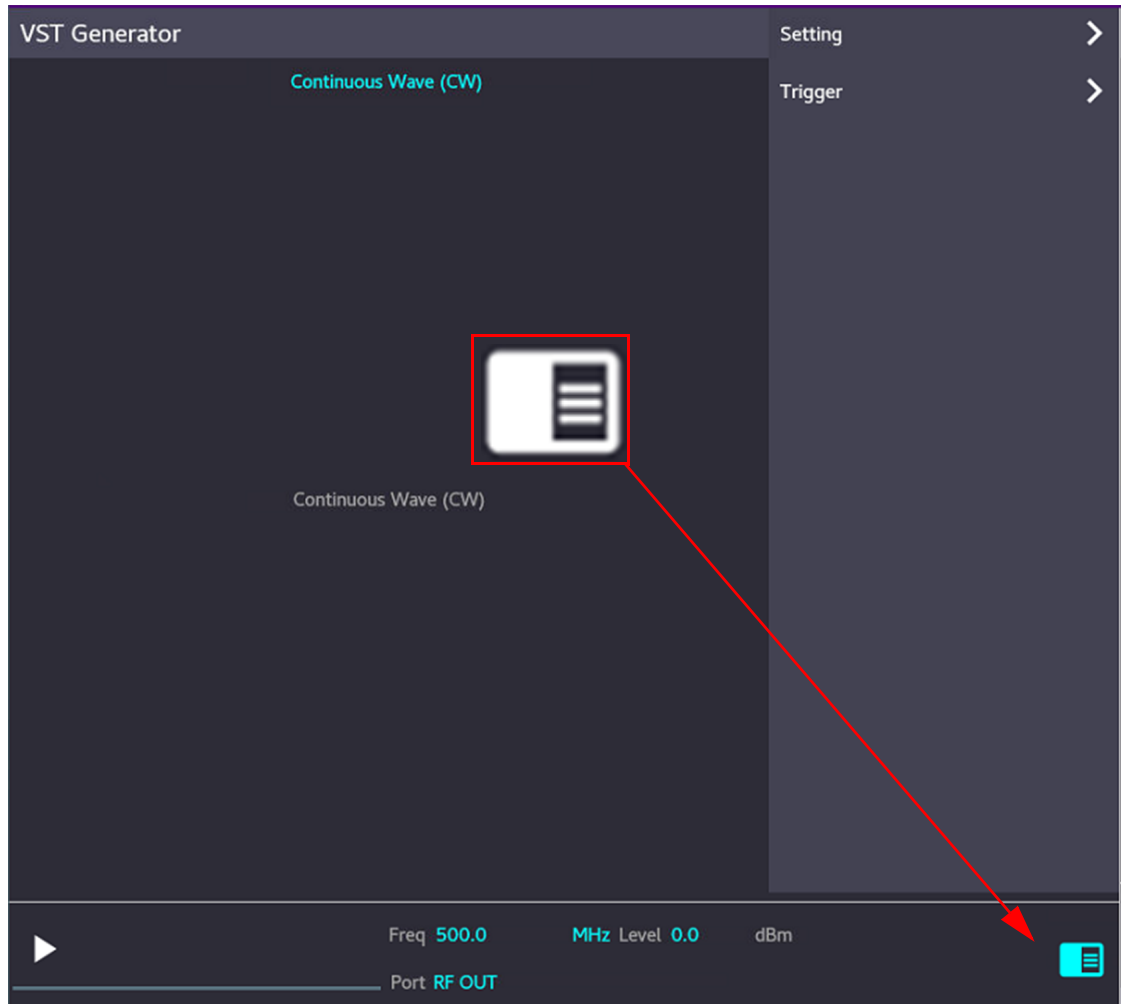 VST Generator
Setting
Continuous Wave (CW)
Trigger
Continuous Wave (CW)
Freq 500.0 MHz Level 0.0 dBm
Port RF OUT